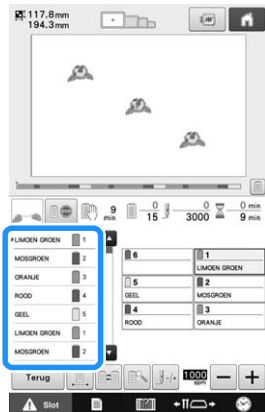 117.8mm
194.3mm
9 min
0
15
0
3000
0 min
9 min
LIMOEN GROEN 1
MOSGROEN 2
ORANJE 3
ROOD 4
GEEL 5
LIMOEN GROEN 1
MOSGROEN 2
6
1
LIMOEN GROEN
5
GEEL
2
MOSGROEN
4
ROOD
3
ORANJE
Terug
1000
spm
Slot